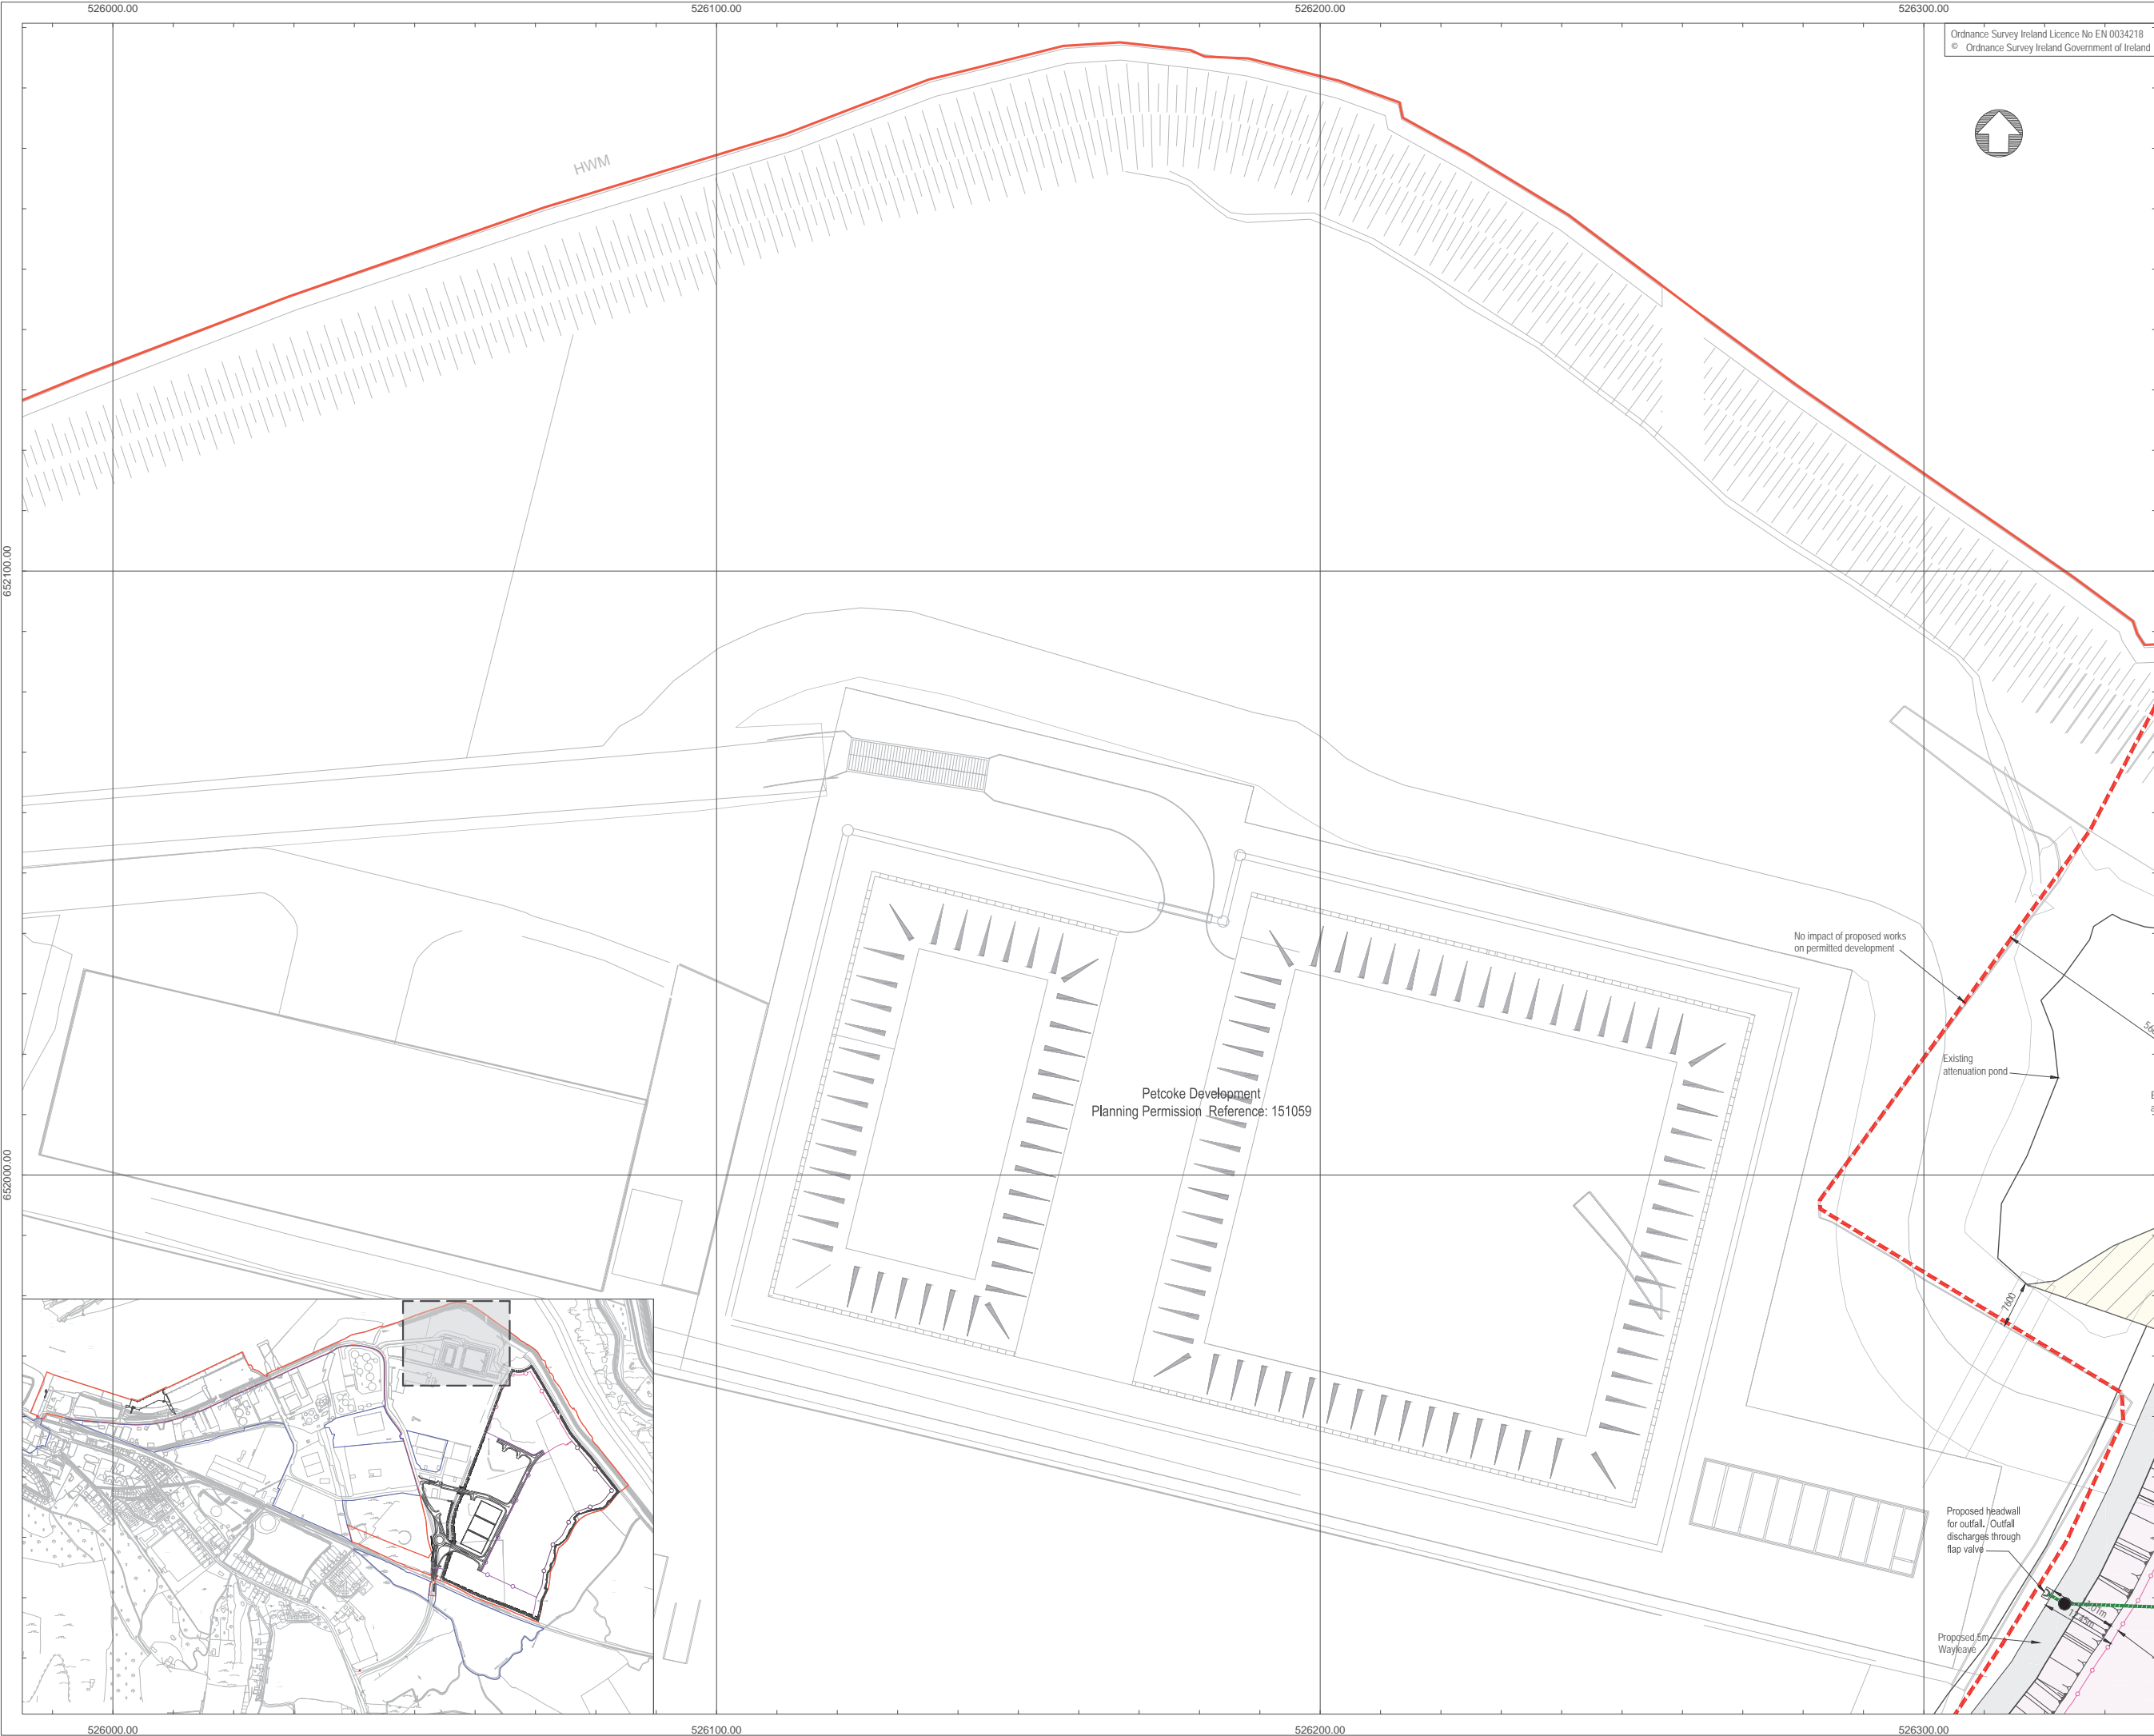 526000.00
526100.00
526200.00
526300.00
Ordnance Survey Ireland Licence No EN 0034218
© Ordnance Survey Ireland Government of Ireland
HWM
652100.00
No impact of proposed works
on permitted development
Existing
attenuation pond
Petcoke Development
Planning Permission Reference: 151059
652000.00
7600
Proposed headwall
for outfall. Outfall
discharges through
flap valve
Proposed 5m
Wayleave
526000.00
526100.00
526200.00
526300.00